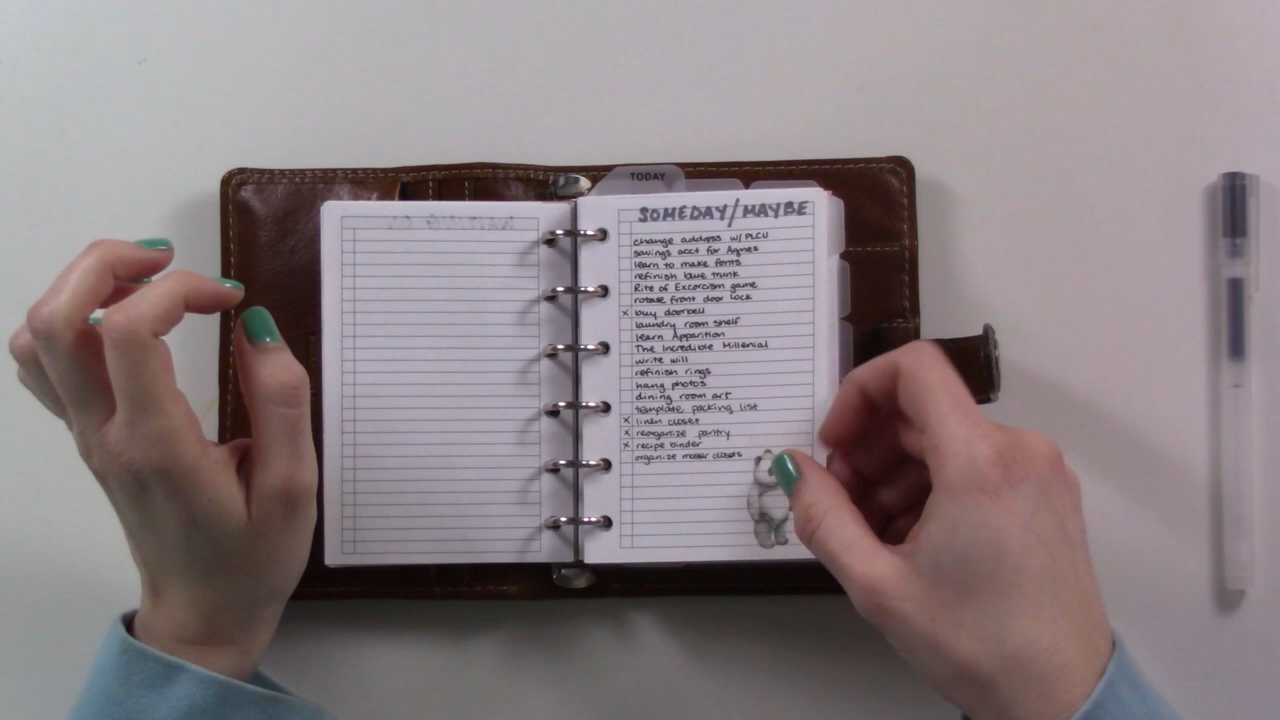 TODAY
SOMEDAY/MAYBE
change address w/ PLCU
savings acct for Agnes
learn to make fonts
refinish blue trunk
Rite of Excorcism game
rotate front door lock
x buy doorbell
laundry room shelf
learn Apparition
The Incredible Millenial
write will
refinish rings
hang photos
dining room art
template packing list
x linen closet
x reorganize pantry
x recipe binder
organize master closets